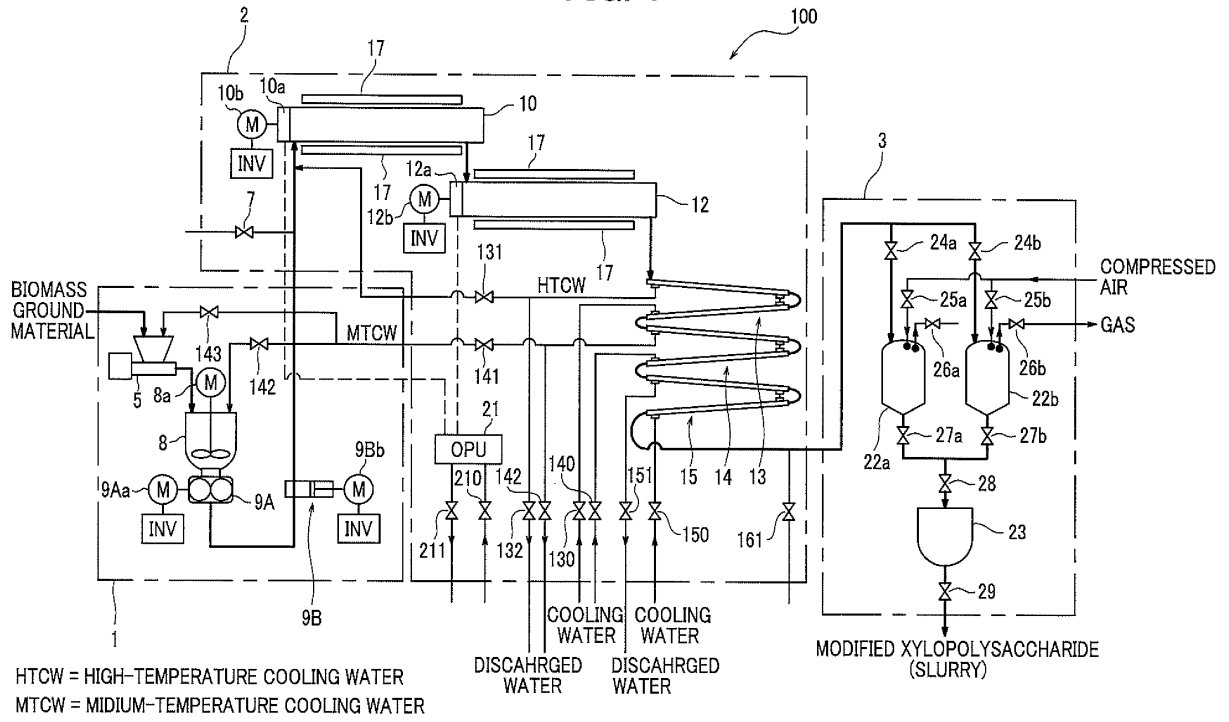 2
100
17
10a
10b
10
M
INV
17
17
12a
3
7
M
12b
12
INV
24a
24b
17
131
HTCW
COMPRESSED
AIR
BIOMASS
GROUND
MATERIAL
25a
25b
GAS
143
MTCW
142
141
26a
26b
8a
M
5
22b
21
8
OPU
27a
27b
22a
15
14
13
9Bb
9Aa
M
9A
M
210
142
140
151
28
INV
INV
211
132
130
150
161
23
29
9B
1
COOLING
WATER
COOLING
WATER
MODIFIED XYLOPOLYSACCHARIDE
(SLURRY)
DISCAHRGED
WATER
DISCAHRGED
WATER
HTCW = HIGH-TEMPERATURE COOLING WATER
MTCW = MIDIUM-TEMPERATURE COOLING WATER